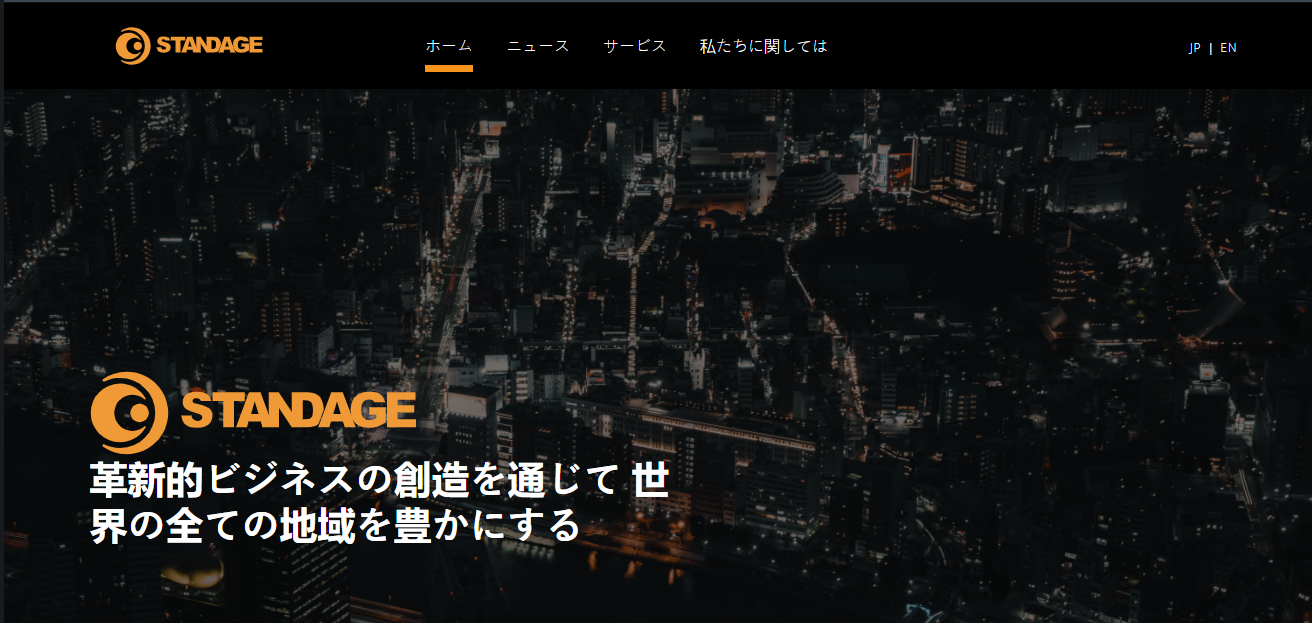 STANDAGE
ホーム ニュース サービス 私たちに関しては
JP | EN
STANDAGE
革新的ビジネスの創造を通じて 世
界の全ての地域を豊かにする